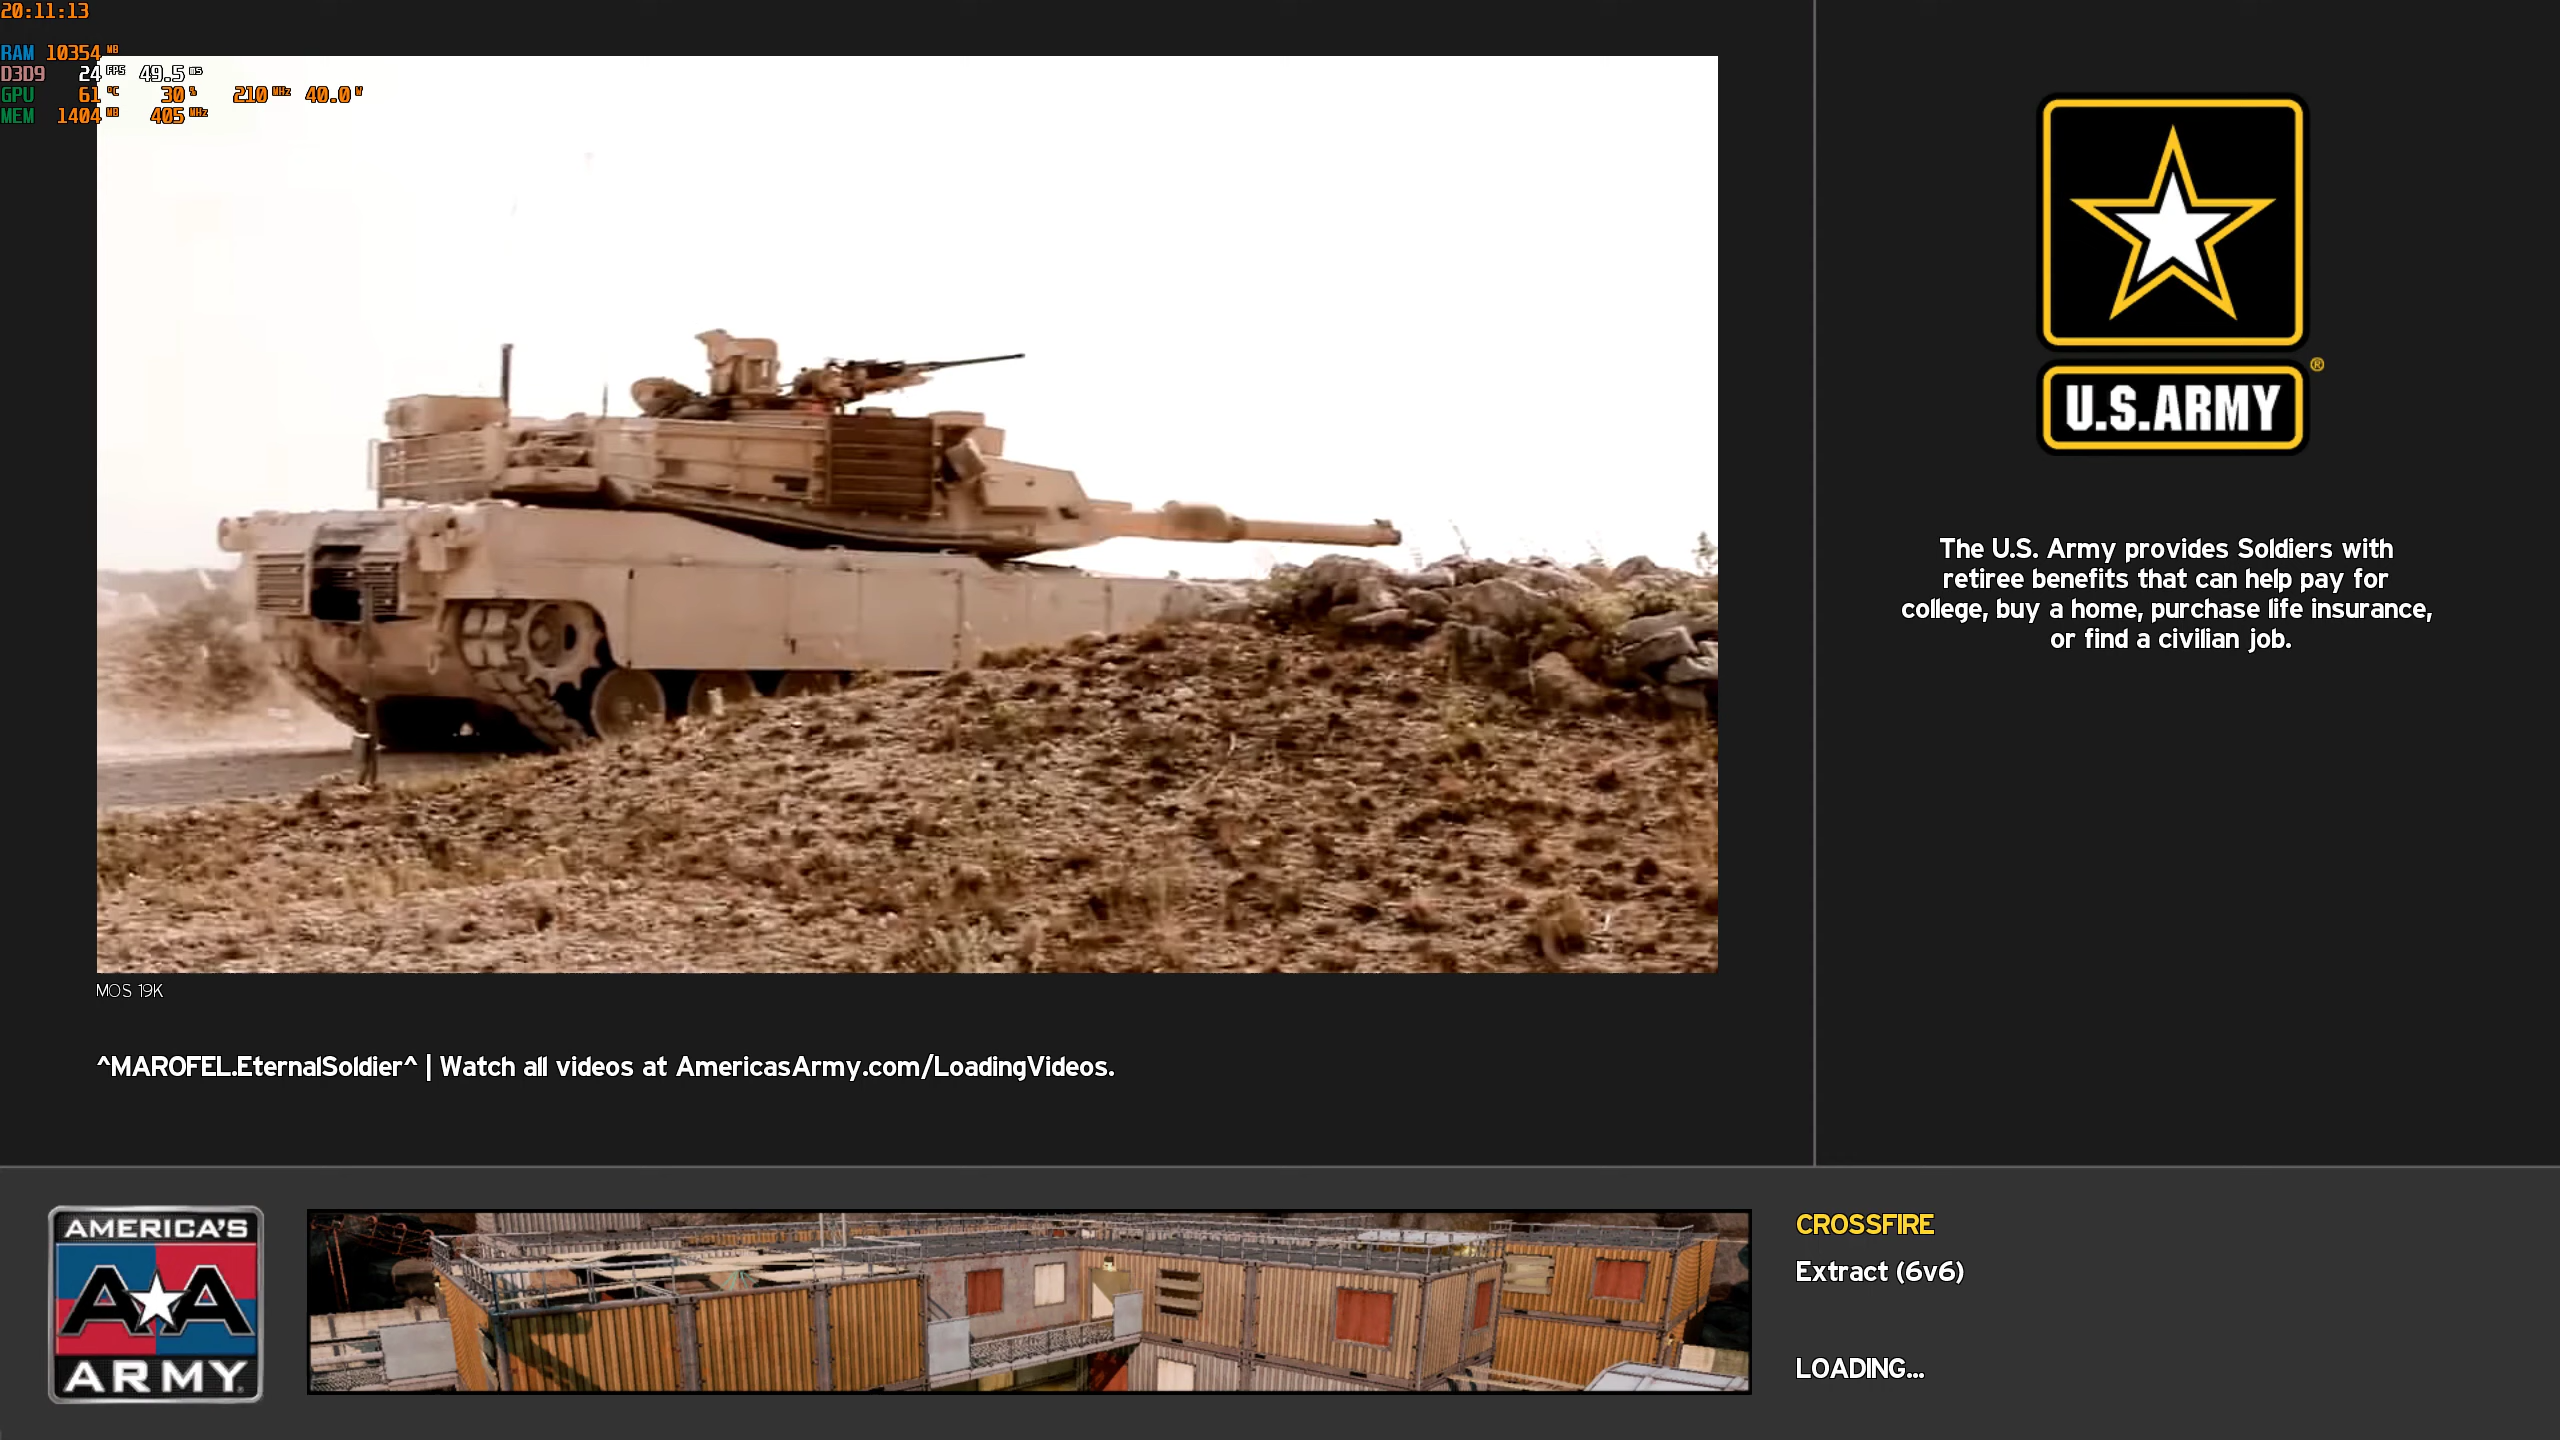 20:11:13
RAM 10354 MB
D3D9 24 FPS 49.5 ms
GPU 61 °C 30 % 210 MHz 40.0 W
MEM 1404 MB 405 MHz
U.S.ARMY ®
The U.S. Army provides Soldiers with
retiree benefits that can help pay for
college, buy a home, purchase life insurance,
or find a civilian job.
MOS 19K
^MAROFEL.EternalSoldier^ | Watch all videos at AmericasArmy.com/LoadingVideos.
AMERICA'S
AA
ARMY
CROSSFIRE
Extract (6v6)
LOADING...